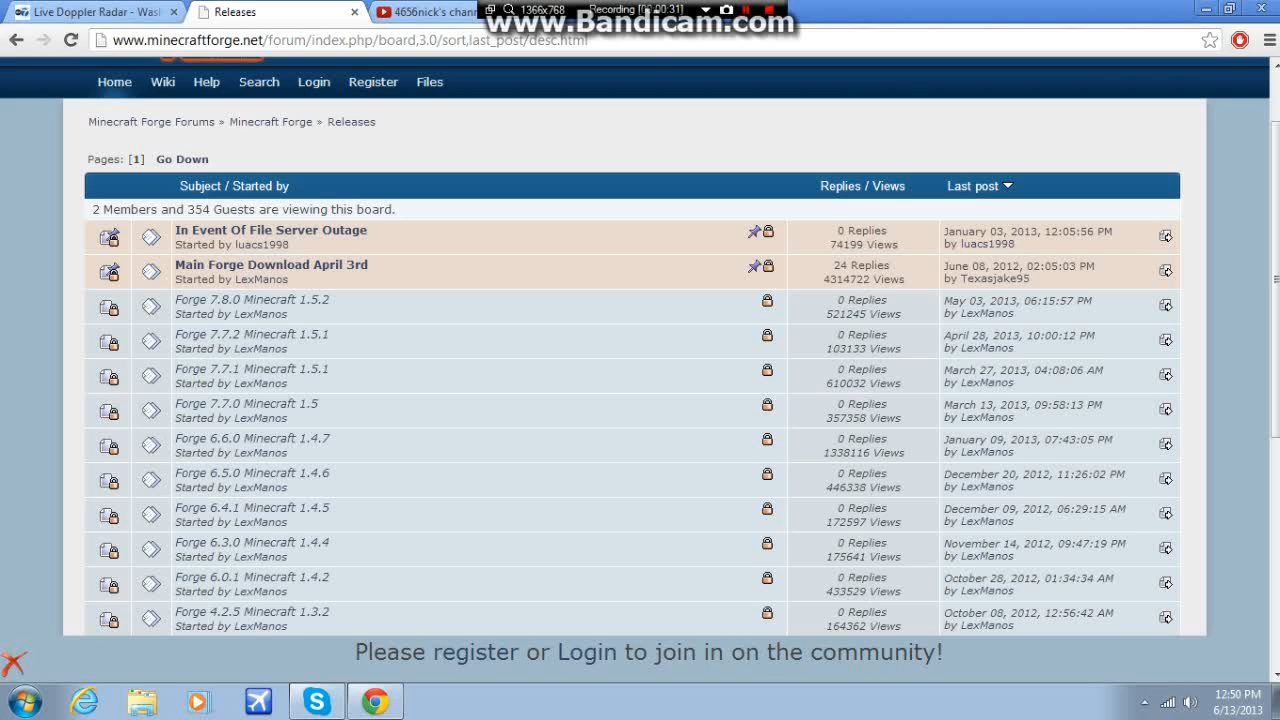 Live Doppler Radar - Wasl
Releases
4656nick's chann
1366x768
Recording [00:00:31]
www.Bandicam.com
www.minecraftforge.net/forum/index.php/board,3.0/sort,last_post/desc.html
Home Wiki Help Search Login Register Files
Minecraft Forge Forums » Minecraft Forge » Releases
Pages: [1] Go Down
Subject / Started by Replies / Views Last post
2 Members and 354 Guests are viewing this board.
In Event Of File Server Outage 0 Replies January 03, 2013, 12:05:56 PM
Started by luacs1998 74199 Views by luacs1998
Main Forge Download April 3rd 24 Replies June 08, 2012, 02:05:03 PM
Started by LexManos 4314722 Views by Texasjake95
Forge 7.8.0 Minecraft 1.5.2 0 Replies May 03, 2013, 06:15:57 PM
Started by LexManos 521245 Views by LexManos
Forge 7.7.2 Minecraft 1.5.1 0 Replies April 28, 2013, 10:00:12 PM
Started by LexManos 103133 Views by LexManos
Forge 7.7.1 Minecraft 1.5.1 0 Replies March 27, 2013, 04:08:06 AM
Started by LexManos 610032 Views by LexManos
Forge 7.7.0 Minecraft 1.5 0 Replies March 13, 2013, 09:58:13 PM
Started by LexManos 357358 Views by LexManos
Forge 6.6.0 Minecraft 1.4.7 0 Replies January 09, 2013, 07:43:05 PM
Started by LexManos 1338116 Views by LexManos
Forge 6.5.0 Minecraft 1.4.6 0 Replies December 20, 2012, 11:26:02 PM
Started by LexManos 446338 Views by LexManos
Forge 6.4.1 Minecraft 1.4.5 0 Replies December 09, 2012, 06:29:15 AM
Started by LexManos 172597 Views by LexManos
Forge 6.3.0 Minecraft 1.4.4 0 Replies November 14, 2012, 09:47:19 PM
Started by LexManos 175641 Views by LexManos
Forge 6.0.1 Minecraft 1.4.2 0 Replies October 28, 2012, 01:34:34 AM
Started by LexManos 433529 Views by LexManos
Forge 4.2.5 Minecraft 1.3.2 0 Replies October 08, 2012, 12:56:42 AM
Started by LexManos 164362 Views by LexManos
Please register or Login to join in on the community!
12:50 PM
6/13/2013